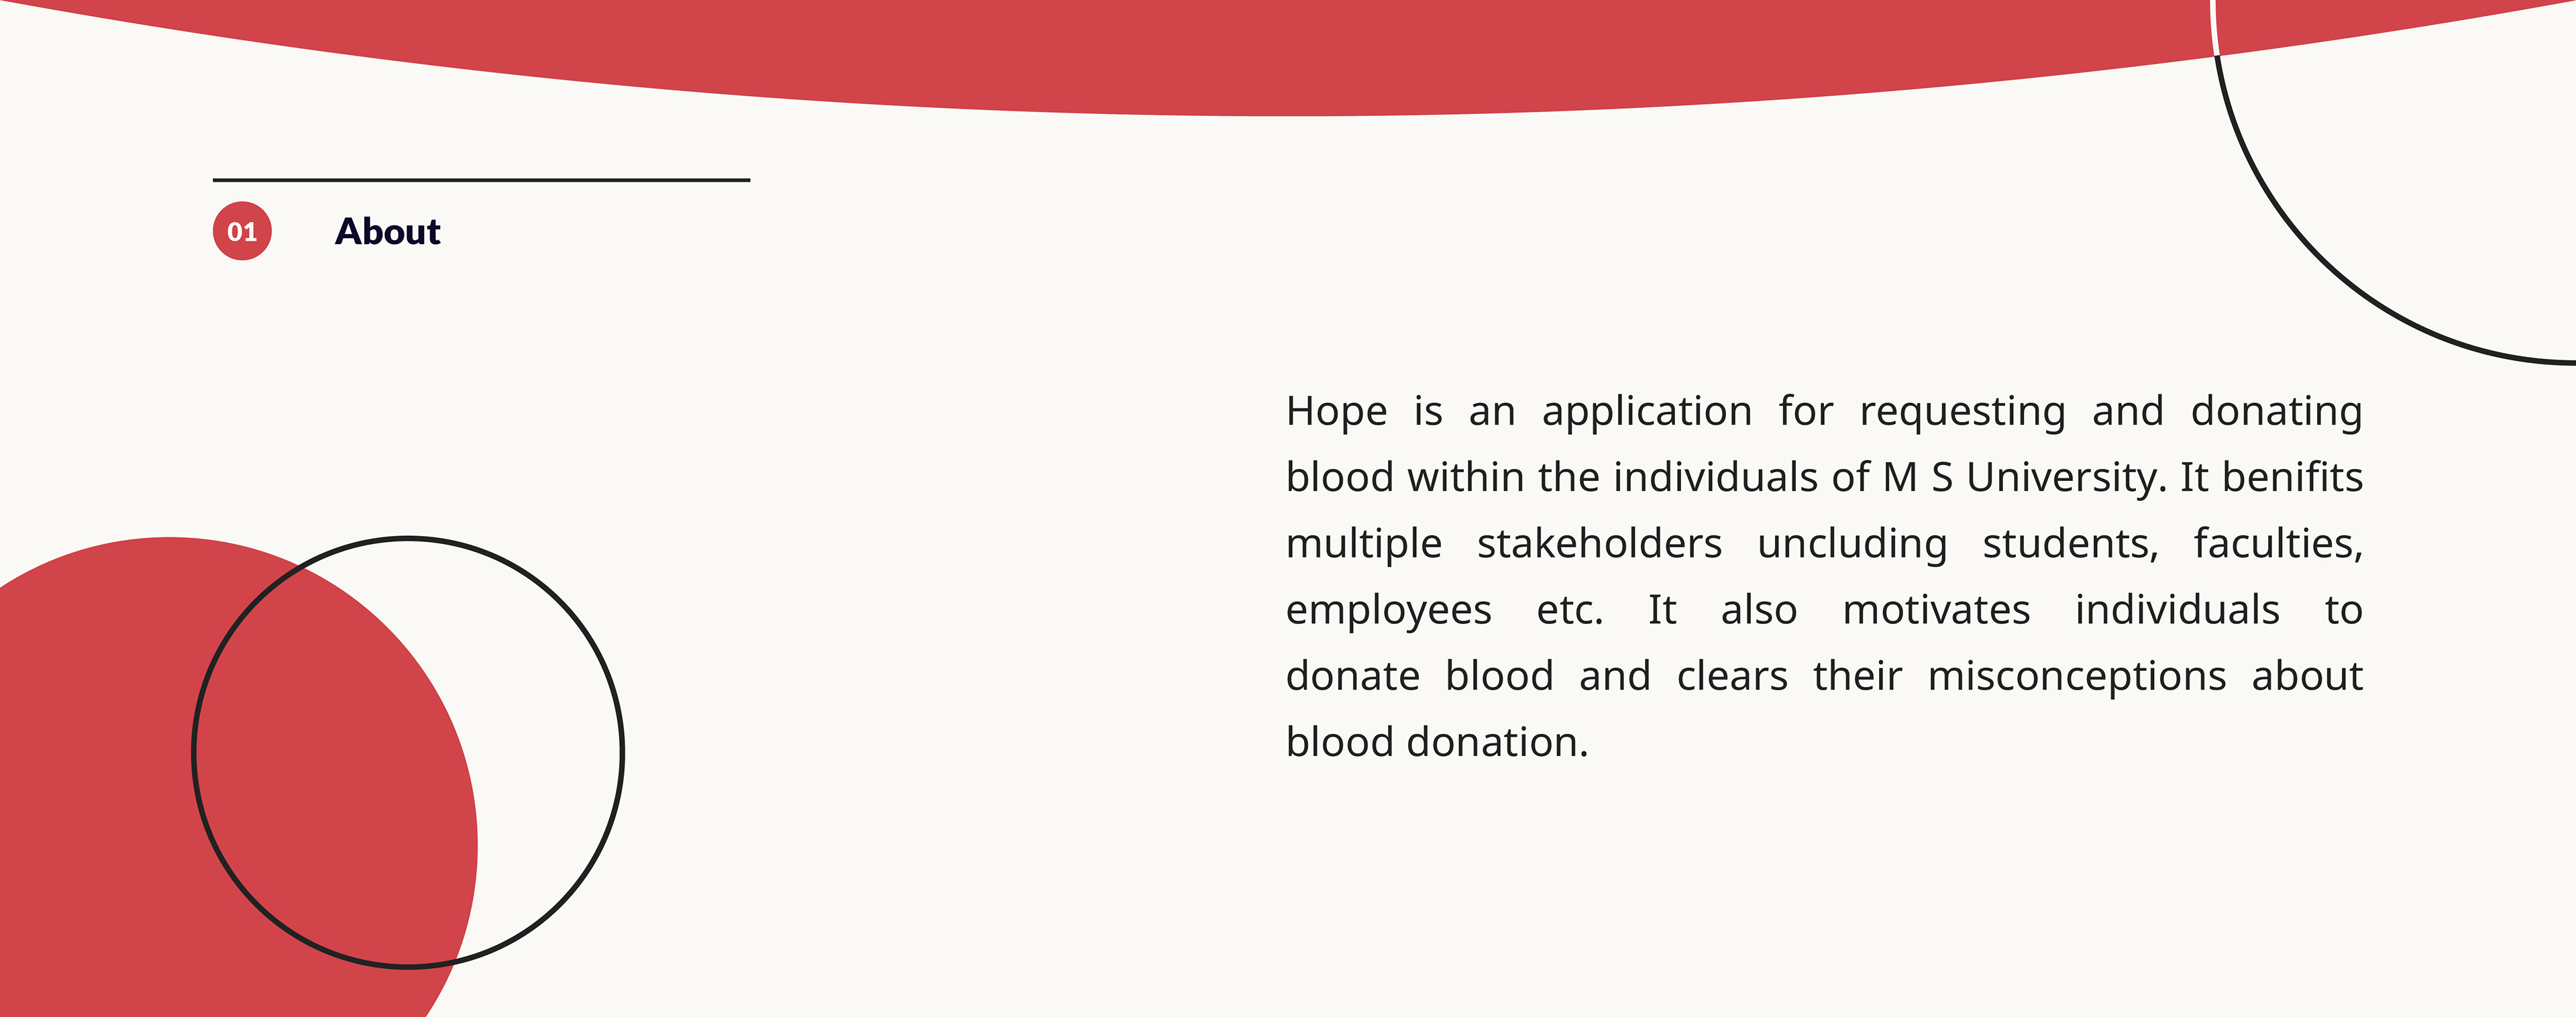 01 About
Hope is an application for requesting and donating
blood within the individuals of M S University. It benifits
multiple stakeholders uncluding students, faculties,
employees etc. It also motivates individuals to
donate blood and clears their misconceptions about
blood donation.